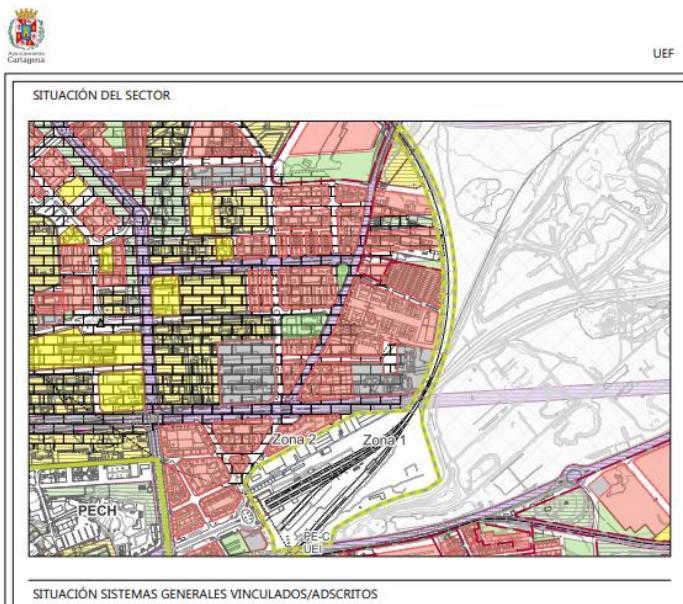 Ayuntamiento
Cartagena
UEF
SITUACIÓN DEL SECTOR
Zona 2
Zona 1
PECH
PE-C
UEI
SITUACIÓN SISTEMAS GENERALES VINCULADOS/ADSCRITOS